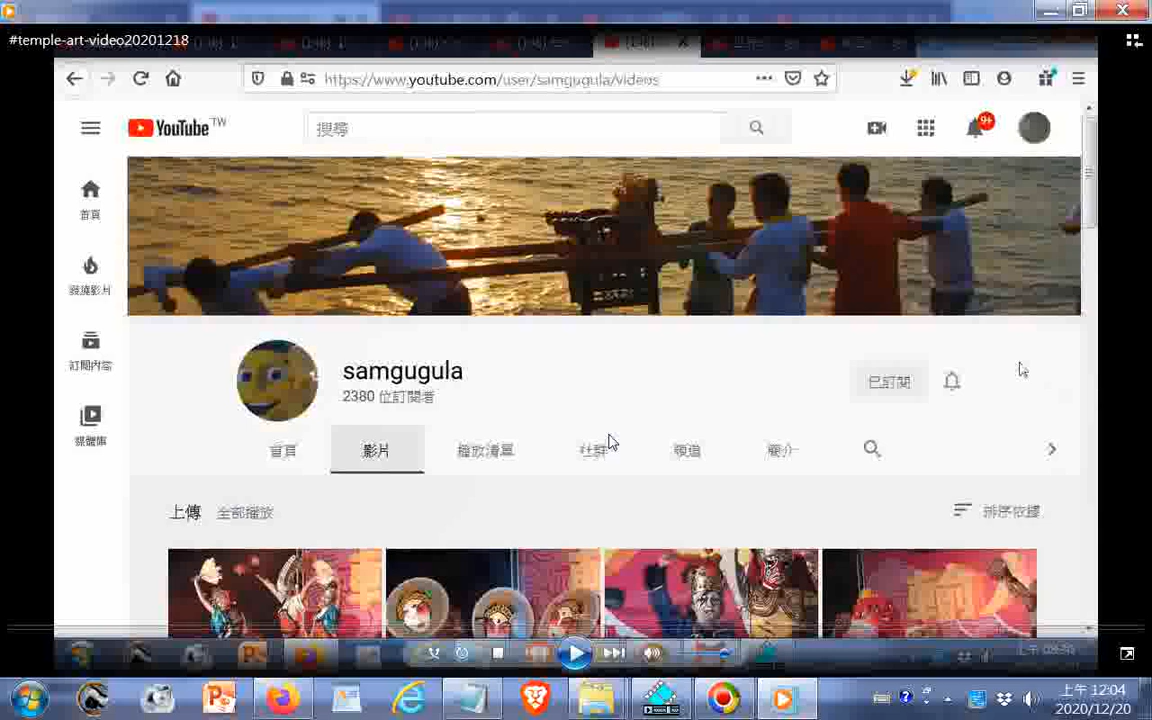 #temple-art-video20201218
https://www.youtube.com/user/samgugula/videos
YouTube TW
搜尋
9+
首頁
發燒影片
訂閱內容
媒體庫
samgugula
2380 位訂閱者
已訂閱
首頁 影片 播放清單 社群 頻道 簡介
上傳 全部播放
排序依據
上午 12:04
2020/12/20